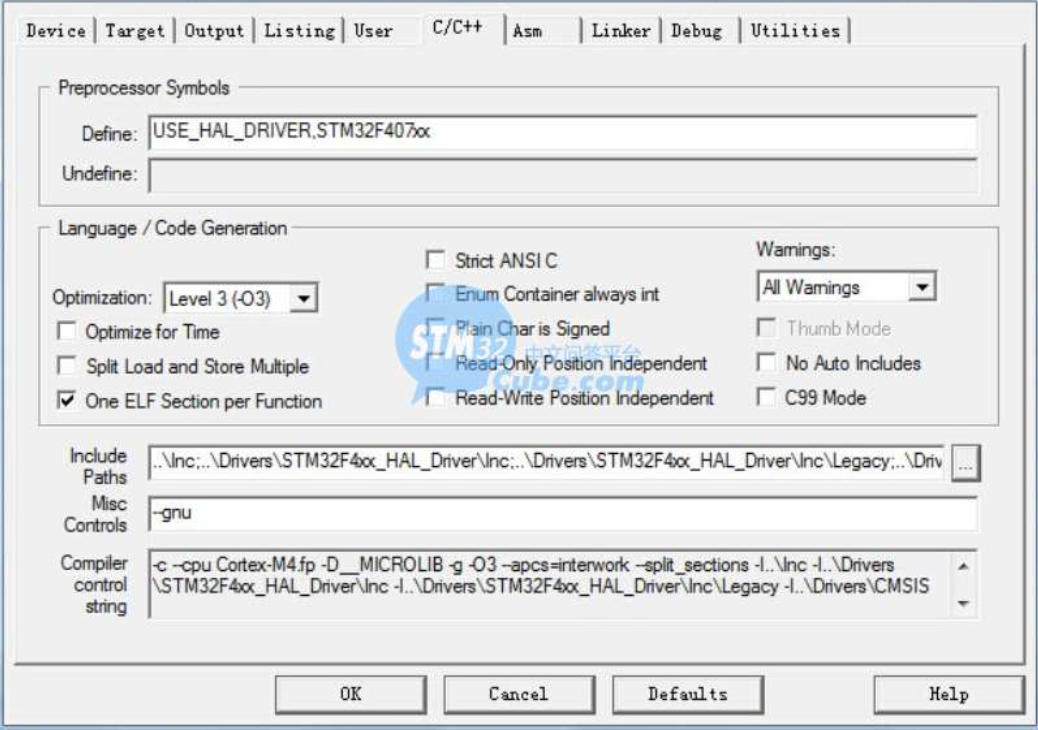 Device Target Output Listing User C/C++ Asm Linker Debug Utilities
Preprocessor Symbols
Define: USE_HAL_DRIVER,STM32F407xx
Undefine:
Language / Code Generation
Strict ANSI C
Warnings:
Optimization: Level 3 (-O3)
Enum Container always int
All Warnings
Optimize for Time
Plain Char is Signed
Thumb Mode
Split Load and Store Multiple
Read-Only Position Independent
No Auto Includes
One ELF Section per Function
Read-Write Position Independent
C99 Mode
STM32 中文问答平台
Cube.com
Include
Paths
..\Inc;..\Drivers\STM32F4xx_HAL_Driver\Inc;..\Drivers\STM32F4xx_HAL_Driver\Inc\Legacy;..\Driv
...
Misc
Controls
--gnu
Compiler
control
string
-c --cpu Cortex-M4.fp -D__MICROLIB -g -O3 --apcs=interwork --split_sections -I..\Inc -I..\Drivers
\STM32F4xx_HAL_Driver\Inc -I..\Drivers\STM32F4xx_HAL_Driver\Inc\Legacy -I..\Drivers\CMSIS
OK Cancel Defaults Help